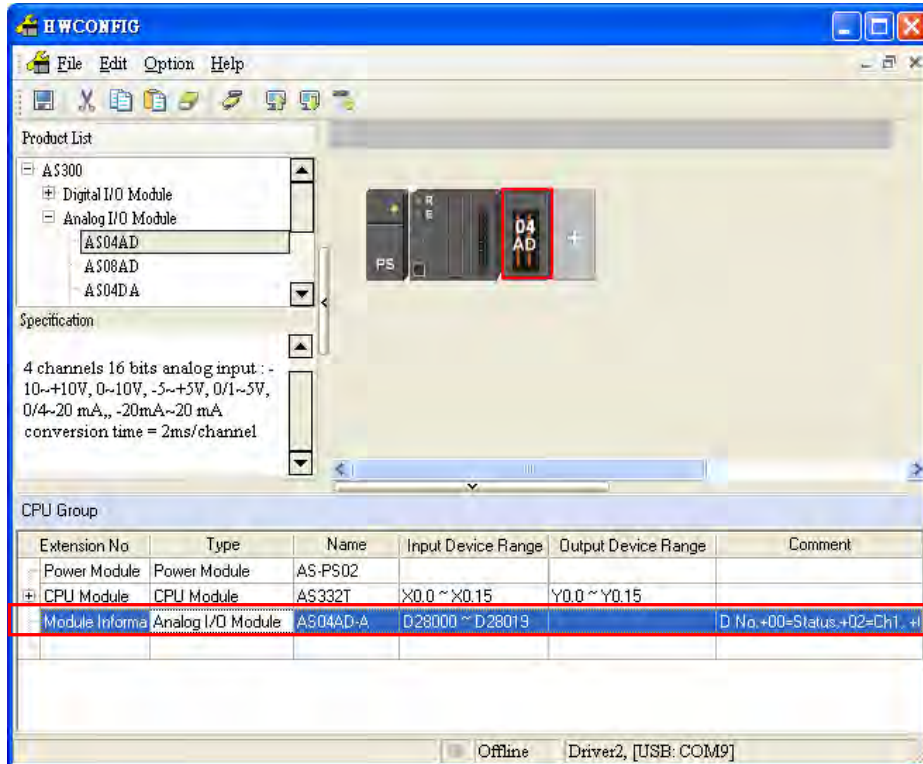 HWCONFIG
File Edit Option Help
Product List
AS300
Digital I/O Module
Analog I/O Module
AS04AD
AS08AD
AS04DA
R
E
04
AD
+
PS
Specification
4 channels 16 bits analog input : -
10~+10V, 0~10V, -5~+5V, 0/1~5V,
0/4~20 mA,, -20mA~20 mA
conversion time = 2ms/channel
CPU Group
Extension No Type Name Input Device Range Output Device Range Comment
Power Module Power Module AS-PS02
CPU Module CPU Module AS332T X0.0 ~ X0.15 Y0.0 ~ Y0.15
Module Informa Analog I/O Module AS04AD-A D28000 ~ D28019 D No.+00=Status,+02=Ch1, +
Offline Driver2, [USB: COM9]